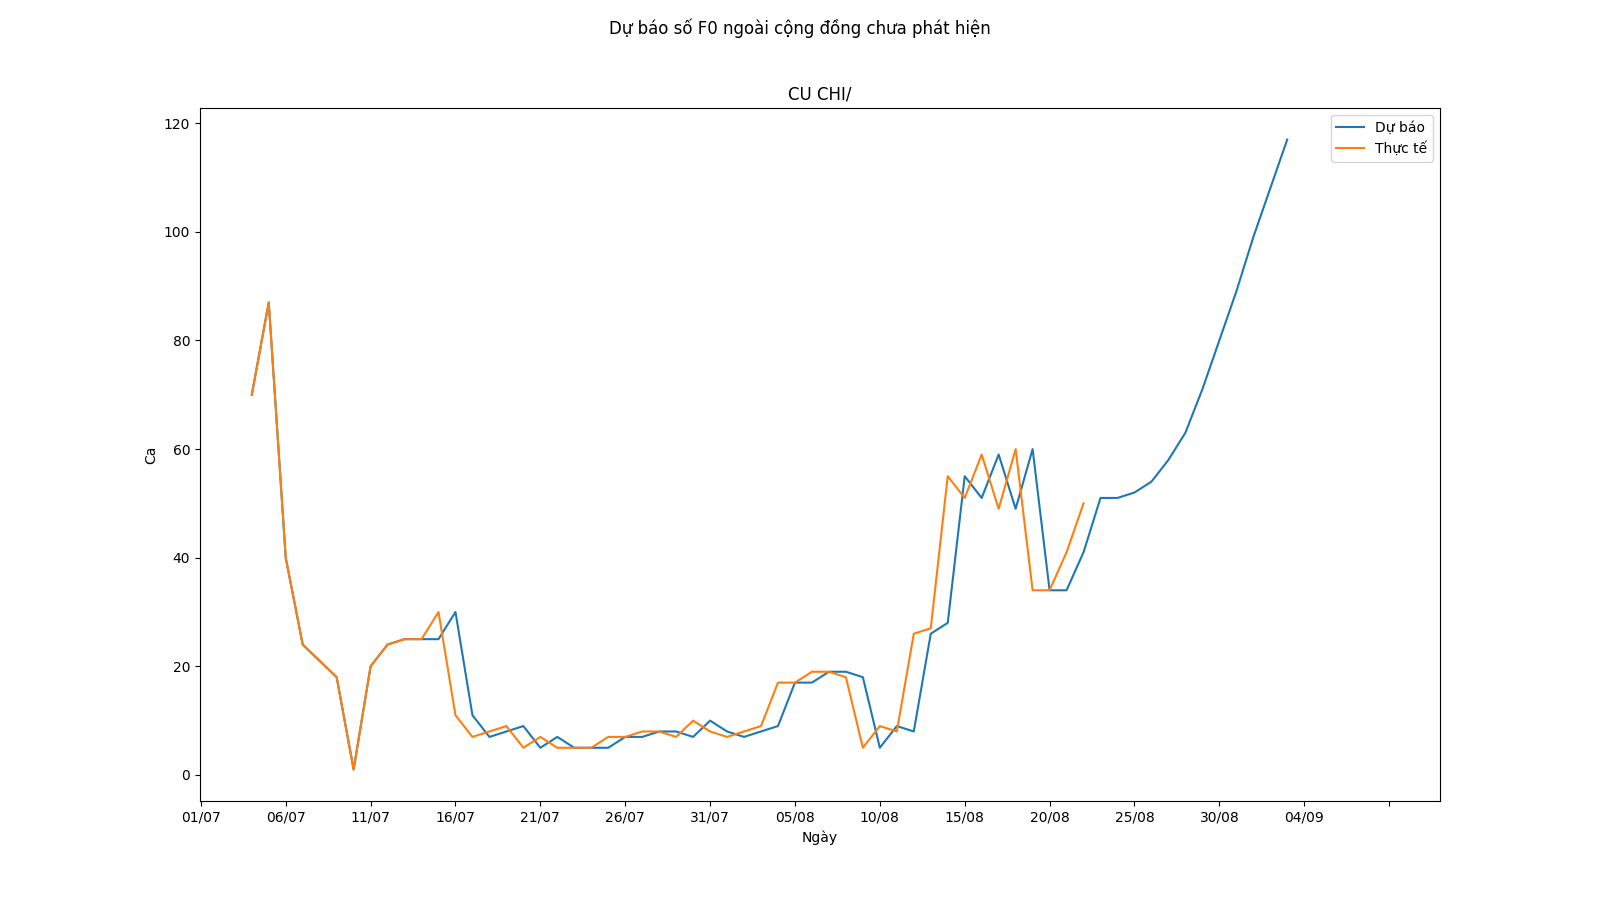 Dự báo số F0 ngoài cộng đồng chưa phát hiện
CU CHI/
Dự báo
Thực tế
Ca
120
100
80
60
40
20
0
01/07 06/07 11/07 16/07 21/07 26/07 31/07 05/08 10/08 15/08 20/08 25/08 30/08 04/09
Ngày